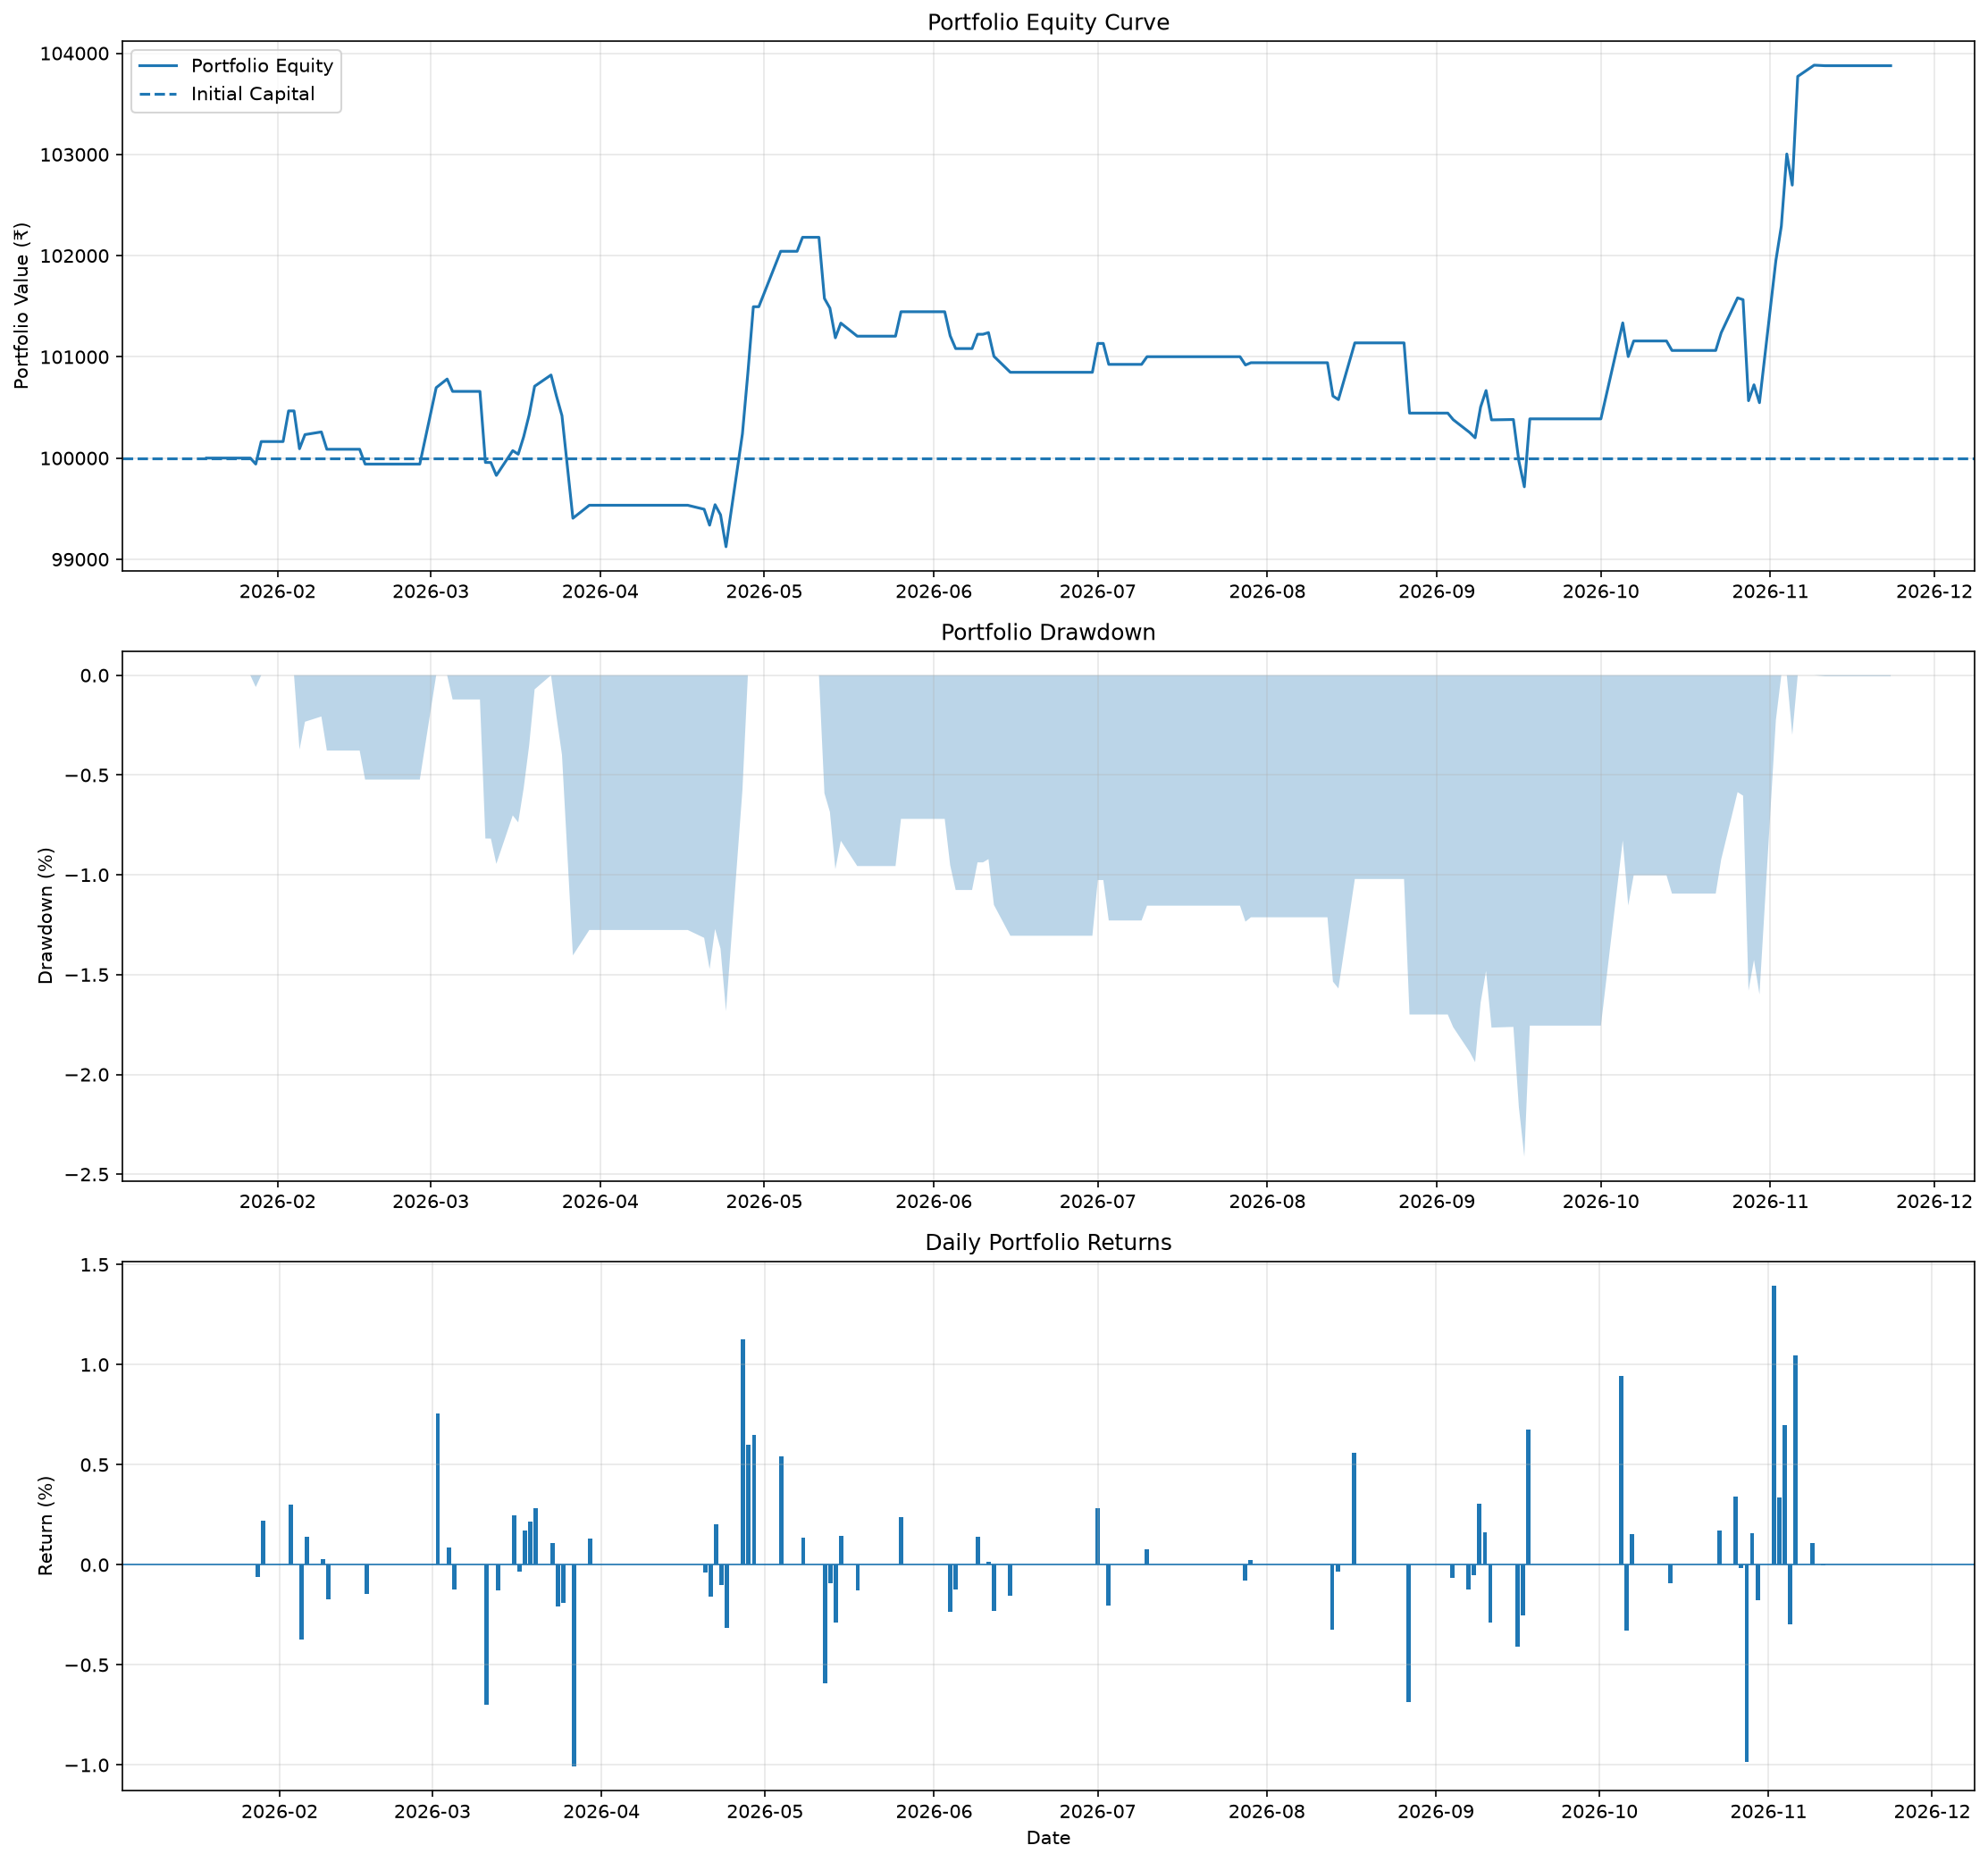 Portfolio Equity Curve
104000
103000
102000
101000
100000
99000
Portfolio Value (₹)
Portfolio Equity
Initial Capital
2026-02 2026-03 2026-04 2026-05 2026-06 2026-07 2026-08 2026-09 2026-10 2026-11 2026-12
Portfolio Drawdown
0.0
−0.5
−1.0
−1.5
−2.0
−2.5
Drawdown (%)
2026-02 2026-03 2026-04 2026-05 2026-06 2026-07 2026-08 2026-09 2026-10 2026-11 2026-12
Daily Portfolio Returns
1.5
1.0
0.5
0.0
−0.5
−1.0
Return (%)
2026-02 2026-03 2026-04 2026-05 2026-06 2026-07 2026-08 2026-09 2026-10 2026-11 2026-12
Date